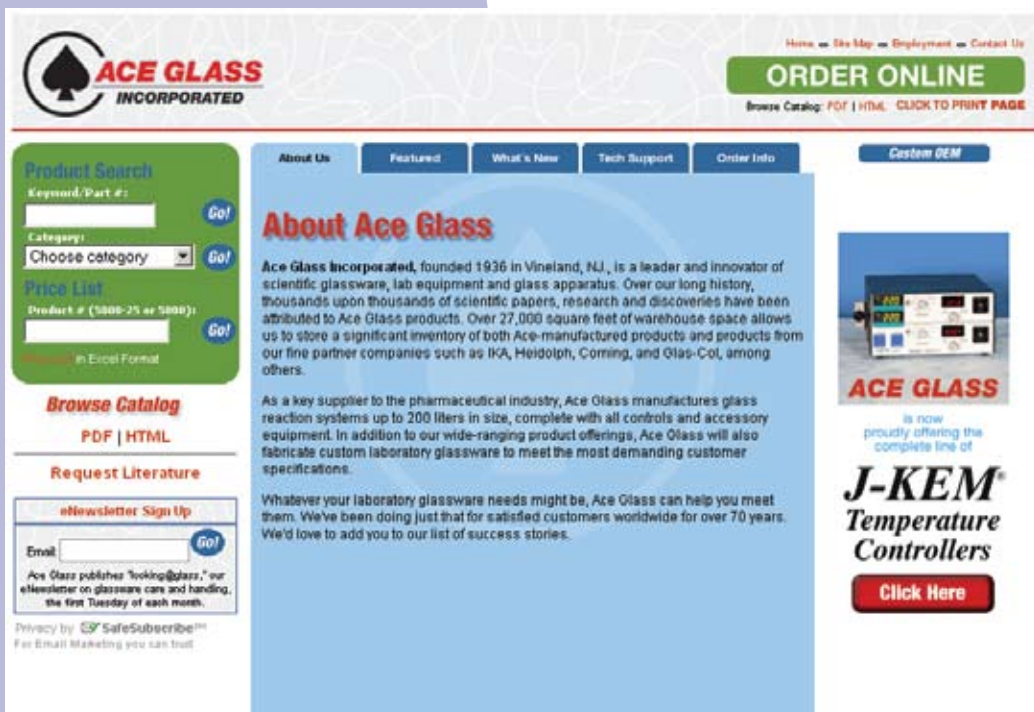 ACE GLASS
INCORPORATED
Home Site Map Employment Contact Us
ORDER ONLINE
Browse Catalog: PDF | HTML CLICK TO PRINT PAGE
Product Search
Keyword/Part #:
Go!
Category:
Choose category Go!
Price List
Product # (5000-25 or 5000):
Go!
in Excel Format
Browse Catalog
PDF | HTML
Request Literature
eNewsletter Sign Up
Email: Go!
Ace Glass publishes "looking@glass," our
eNewsletter on glassware care and handling,
the first Tuesday of each month.
Privacy by SafeSubscribe SM
For Email Marketing you can trust
About Us Featured What's New Tech Support Order Info
About Ace Glass
Ace Glass Incorporated, founded 1936 in Vineland, NJ., is a leader and innovator of
scientific glassware, lab equipment and glass apparatus. Over our long history,
thousands upon thousands of scientific papers, research and discoveries have been
attributed to Ace Glass products. Over 27,000 square feet of warehouse space allows
us to store a significant inventory of both Ace-manufactured products and products from
our fine partner companies such as IKA, Heidolph, Corning, and Glas-Col, among
others.
As a key supplier to the pharmaceutical industry, Ace Glass manufactures glass
reaction systems up to 200 liters in size, complete with all controls and accessory
equipment. In addition to our wide-ranging product offerings, Ace Glass will also
fabricate custom laboratory glassware to meet the most demanding customer
specifications.
Whatever your laboratory glassware needs might be, Ace Glass can help you meet
them. We've been doing just that for satisfied customers worldwide for over 70 years.
We'd love to add you to our list of success stories.
Custom OEM
ACE GLASS
is now
proudly offering the
complete line of
J-KEM®
Temperature
Controllers
Click Here